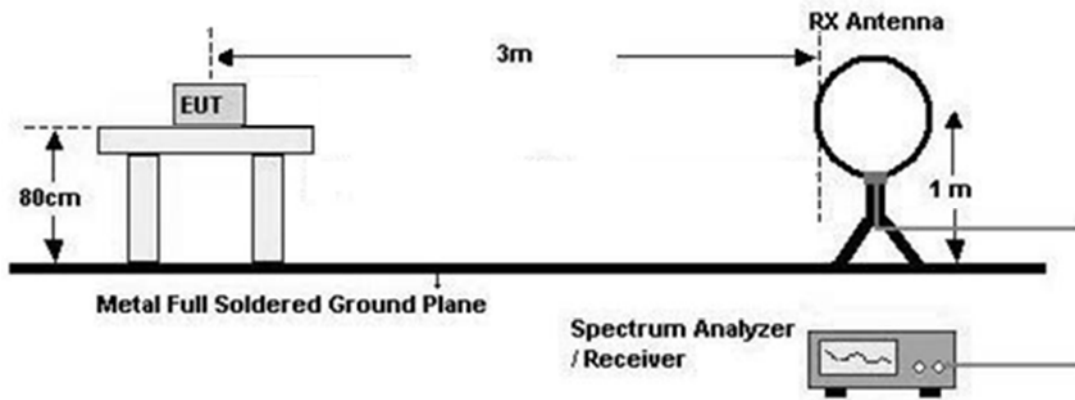 RX Antenna
3m
EUT
80cm
1 m
Metal Full Soldered Ground Plane
Spectrum Analyzer
/ Receiver